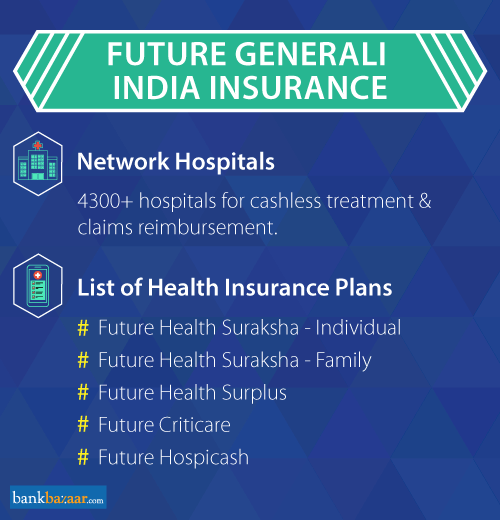 FUTURE GENERALI
INDIA INSURANCE
Network Hospitals
4300+ hospitals for cashless treatment &
claims reimbursement.
List of Health Insurance Plans
# Future Health Suraksha - Individual
# Future Health Suraksha - Family
# Future Health Surplus
# Future Criticare
# Future Hospicash
bankbazaar.com